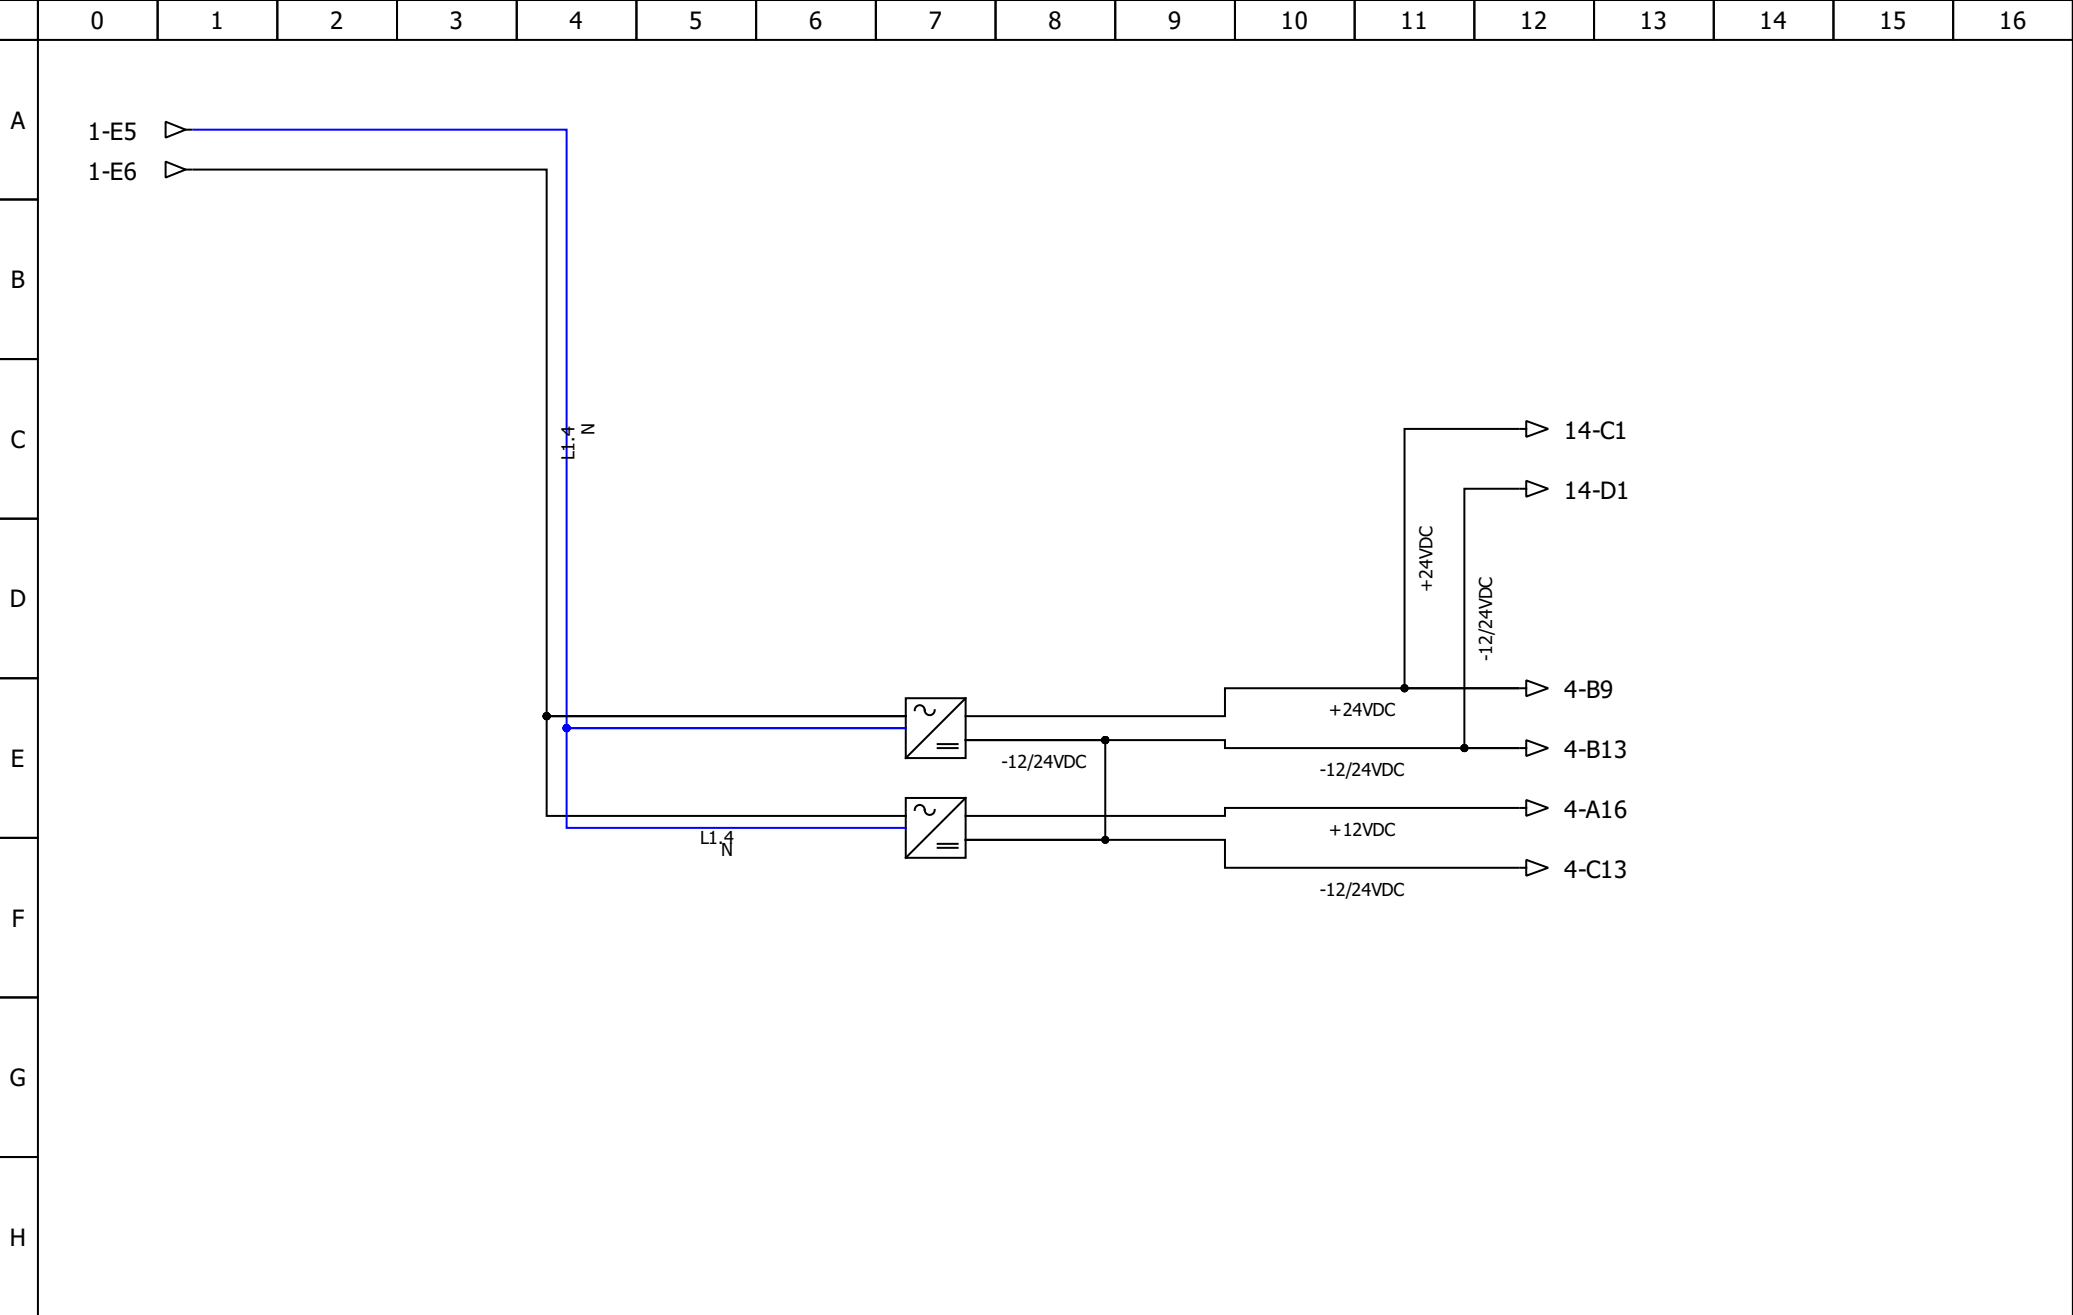 0 1 2 3 4 5 6 7 8 9 10 11 12 13 14 15 16
A
1-E5
1-E6
B
C
L1.4
N
14-C1
14-D1
+24VDC
D
-12/24VDC
4-B9
+24VDC
E
4-B13
-12/24VDC
-12/24VDC
4-A16
+12VDC
L1.4
N
4-C13
-12/24VDC
F
G
H